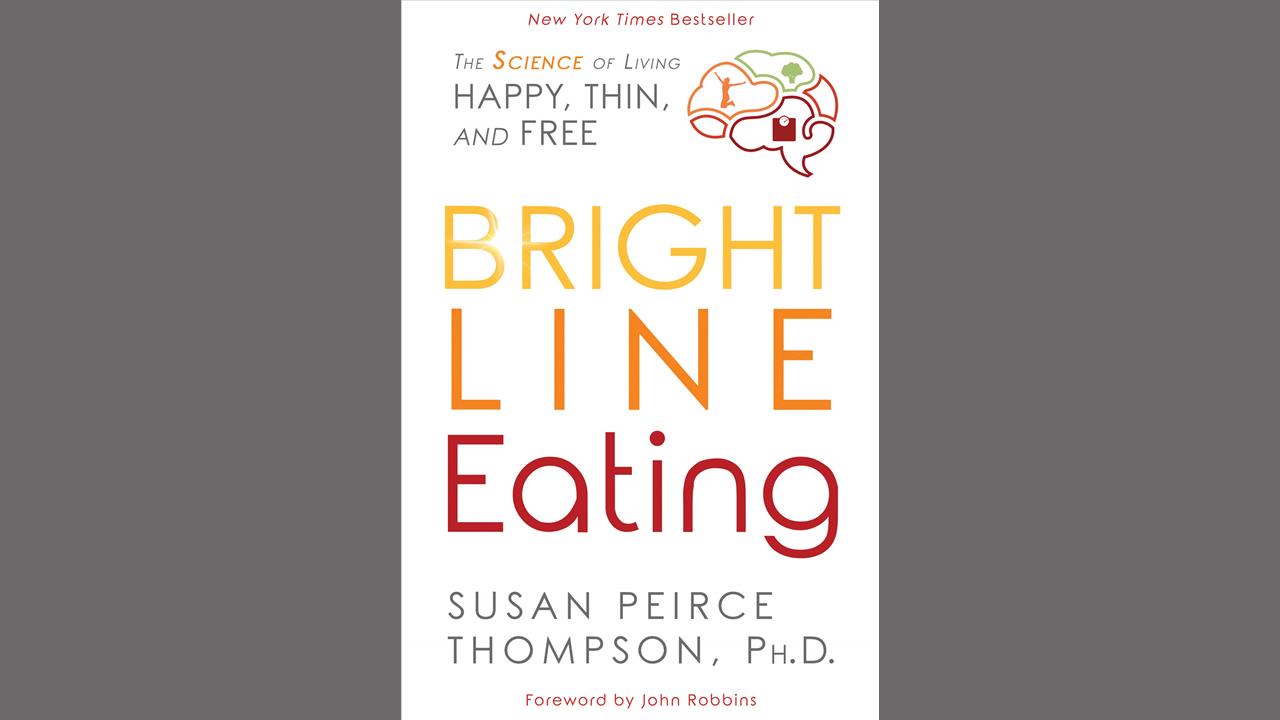 New York Times Bestseller
The Science of Living
HAPPY, THIN,
AND FREE
BRIGHT
LINE
Eating
SUSAN PEIRCE
THOMPSON, Ph.D.
Foreword by John Robbins